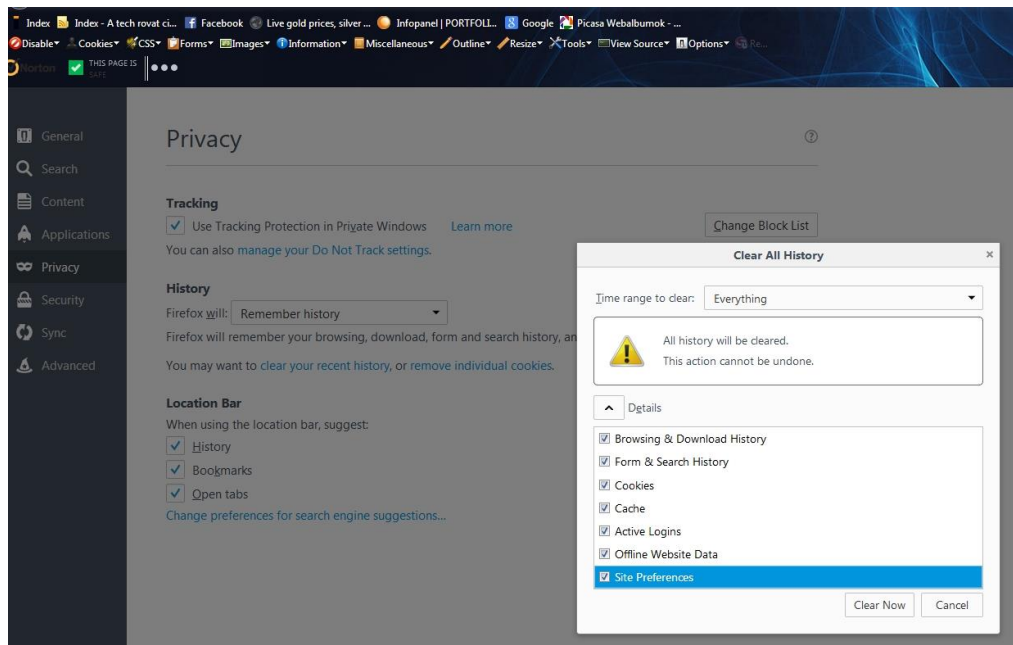 Index Index - A tech rovat ci... Facebook Live gold prices, silver ... Infopanel | PORTFOLI... Google Picasa Webalbumok - ...
Disable Cookies CSS Forms Images Information Miscellaneous Outline Resize Tools View Source Options Re...
Norton THIS PAGE IS
SAFE
General
Search
Content
Applications
Privacy
Security
Sync
Advanced
Privacy
Tracking
Use Tracking Protection in Private Windows Learn more Change Block List
You can also manage your Do Not Track settings.
History
Firefox will: Remember history
Firefox will remember your browsing, download, form and search history, an
You may want to clear your recent history, or remove individual cookies.
Location Bar
When using the location bar, suggest:
History
Bookmarks
Open tabs
Change preferences for search engine suggestions...
Clear All History
Time range to clear: Everything
All history will be cleared.
This action cannot be undone.
Details
Browsing & Download History
Form & Search History
Cookies
Cache
Active Logins
Offline Website Data
Site Preferences
Clear Now Cancel